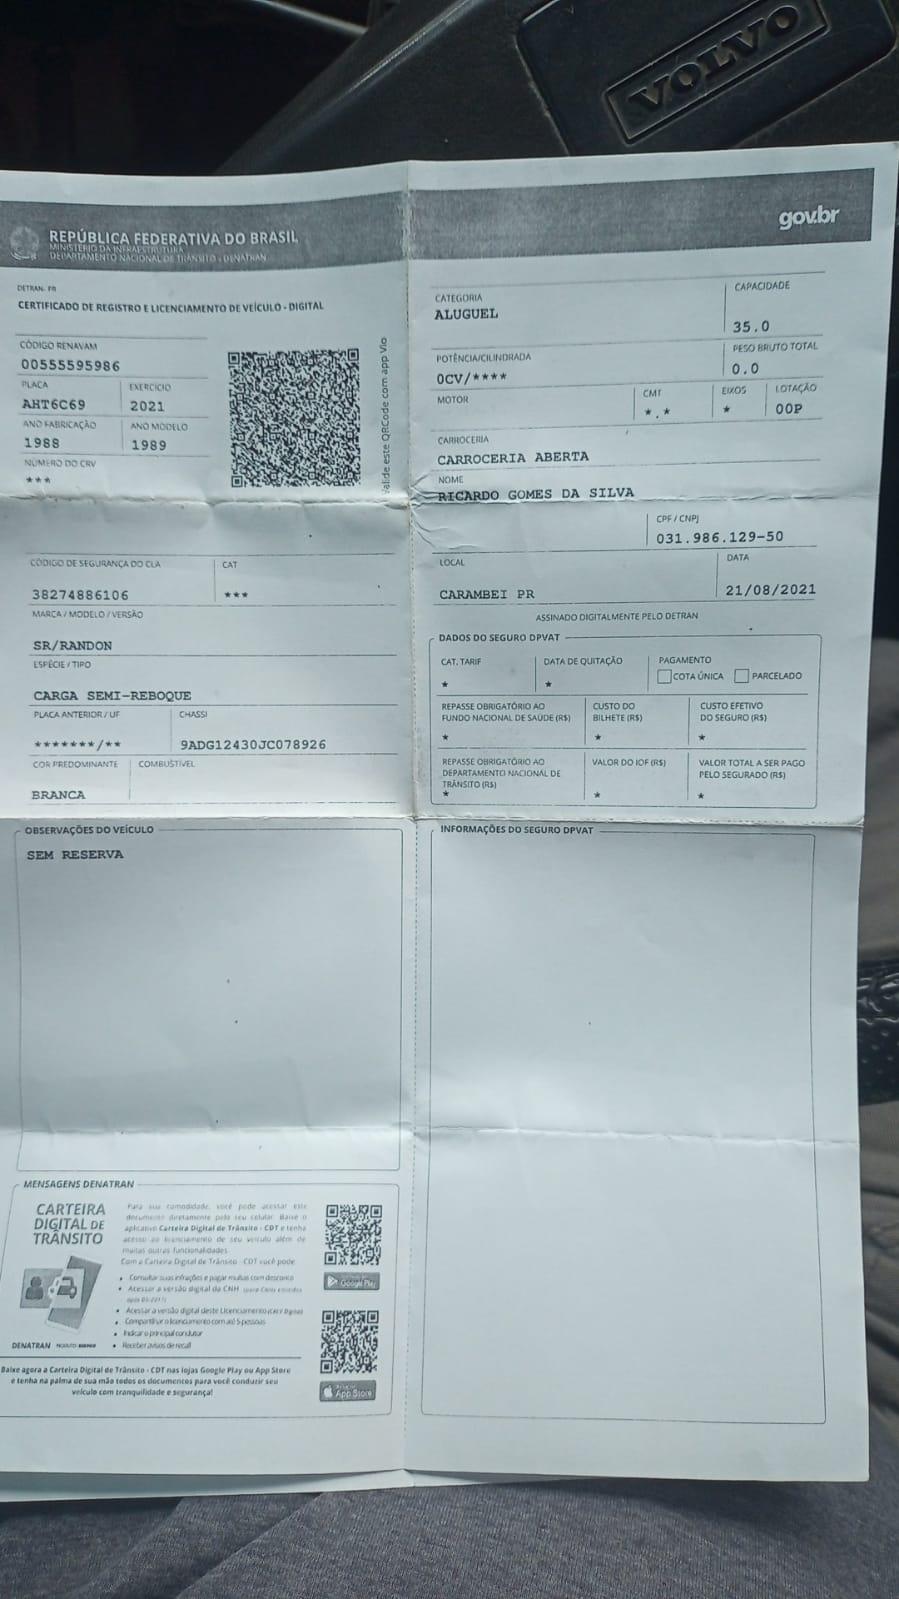 VOLVO
REPÚBLICA FEDERATIVA DO BRASIL
MINISTÉRIO DA INFRAESTRUTURA
DEPARTAMENTO NACIONAL DE TRÂNSITO - DENATRAN
gov.br
DETRAN- PR
CERTIFICADO DE REGISTRO E LICENCIAMENTO DE VEÍCULO - DIGITAL
CÓDIGO RENAVAM
00555595986
PLACA EXERCÍCIO
AHT6C69 2021
ANO FABRICAÇÃO ANO MODELO
1988 1989
NÚMERO DO CRV
***
Valide este QRCode com app Vio
CÓDIGO DE SEGURANÇA DO CLA CAT
38274886106 ***
MARCA / MODELO / VERSÃO
SR/RANDON
ESPÉCIE / TIPO
CARGA SEMI-REBOQUE
PLACA ANTERIOR / UF CHASSI
*******/** 9ADG12430JC078926
COR PREDOMINANTE COMBUSTÍVEL
BRANCA
OBSERVAÇÕES DO VEÍCULO
SEM RESERVA
MENSAGENS DENATRAN
CARTEIRA
DIGITAL DE
TRÂNSITO
Para sua comodidade, você pode acessar este
documento diretamente pelo seu celular. Baixe o
aplicativo Carteira Digital de Trânsito - CDT e tenha
acesso ao licenciamento de seu veículo além de
muitas outras funcionalidades.
Com a Carteira Digital de Trânsito - CDT você pode
• Consultar suas infrações e pagar multas com desconto
• Acessar a versão digital da CNH
• Acessar a versão digital deste Licenciamento
• Compartilhar o licenciamento com até 5 pessoas
• Indicar o principal condutor
• Receber avisos de recall
DENATRAN
Google Play
App Store
Baixe agora a Carteira Digital de Trânsito - CDT nas lojas Google Play ou App Store
e tenha na palma de sua mão todos os documentos para você conduzir seu
veículo com tranquilidade e segurança!
CATEGORIA CAPACIDADE
ALUGUEL 35.0
POTÊNCIA/CILINDRADA PESO BRUTO TOTAL
0CV/**** 0.0
MOTOR CMT EIXOS LOTAÇÃO
*.* * 00P
CARROCERIA
CARROCERIA ABERTA
NOME
RICARDO GOMES DA SILVA
CPF / CNPJ
031.986.129-50
LOCAL DATA
CARAMBEI PR 21/08/2021
ASSINADO DIGITALMENTE PELO DETRAN
DADOS DO SEGURO DPVAT
CAT. TARIF DATA DE QUITAÇÃO PAGAMENTO
* * COTA ÚNICA PARCELADO
REPASSE OBRIGATÓRIO AO CUSTO DO CUSTO EFETIVO
FUNDO NACIONAL DE SAÚDE (R$) BILHETE (R$) DO SEGURO (R$)
* * *
REPASSE OBRIGATÓRIO AO VALOR DO IOF (R$) VALOR TOTAL A SER PAGO
DEPARTAMENTO NACIONAL DE PELO SEGURADO (R$)
TRÂNSITO (R$)
* * *
INFORMAÇÕES DO SEGURO DPVAT